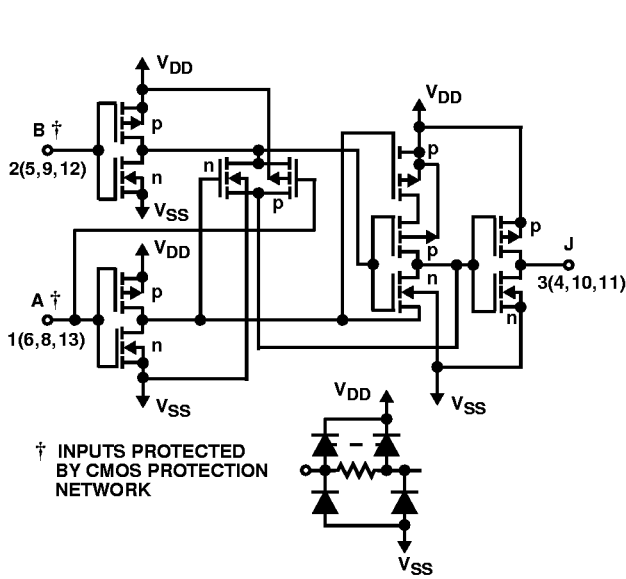 VDD
B †
p
2(5,9,12)
n
VSS
n
p
VDD
p
p
n
VDD
A †
p
1(6,8,13)
n
VSS
p
J
3(4,10,11)
n
VSS
† INPUTS PROTECTED
BY CMOS PROTECTION
NETWORK
VDD
VSS